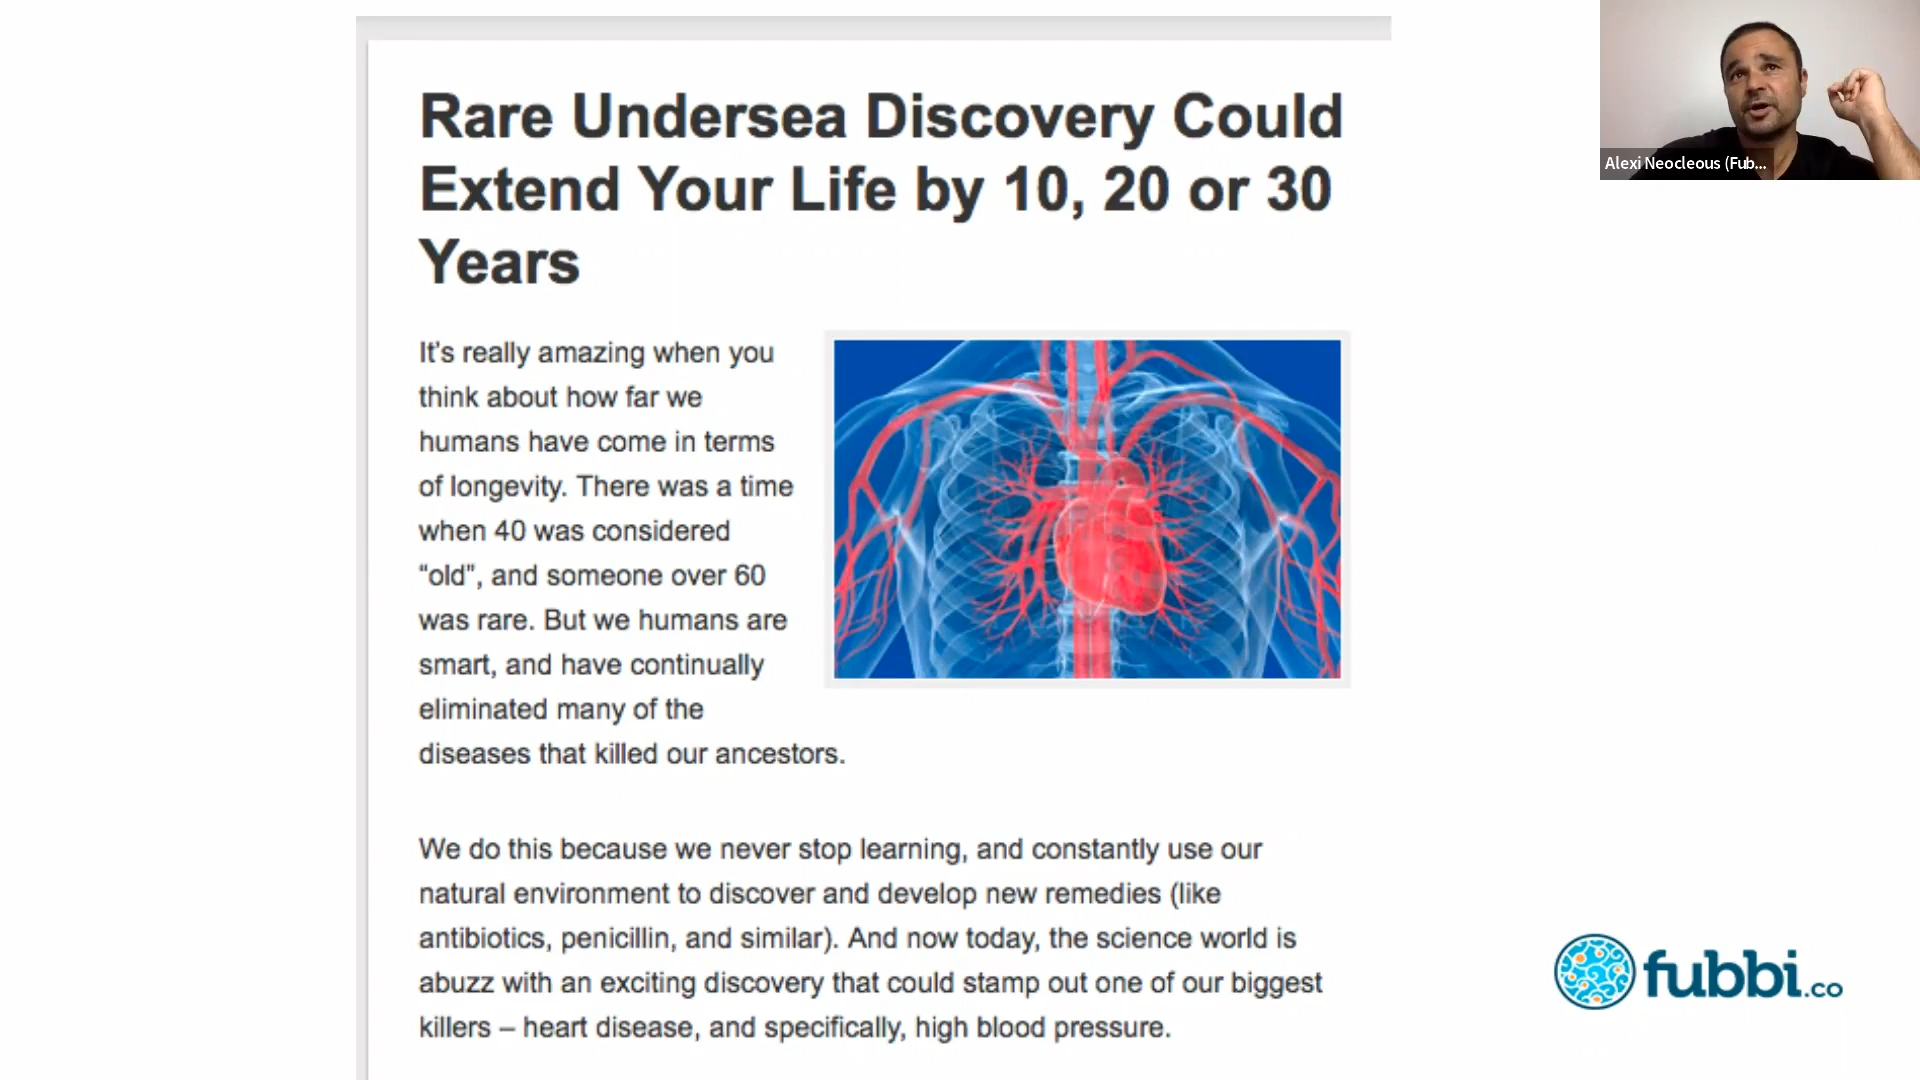 Rare Undersea Discovery Could
Extend Your Life by 10, 20 or 30
Years
It’s really amazing when you
think about how far we
humans have come in terms
of longevity. There was a time
when 40 was considered
“old”, and someone over 60
was rare. But we humans are
smart, and have continually
eliminated many of the
diseases that killed our ancestors.
We do this because we never stop learning, and constantly use our
natural environment to discover and develop new remedies (like
antibiotics, penicillin, and similar). And now today, the science world is
abuzz with an exciting discovery that could stamp out one of our biggest
killers – heart disease, and specifically, high blood pressure.
Alexi Neocleous (Fub...
fubbi.co